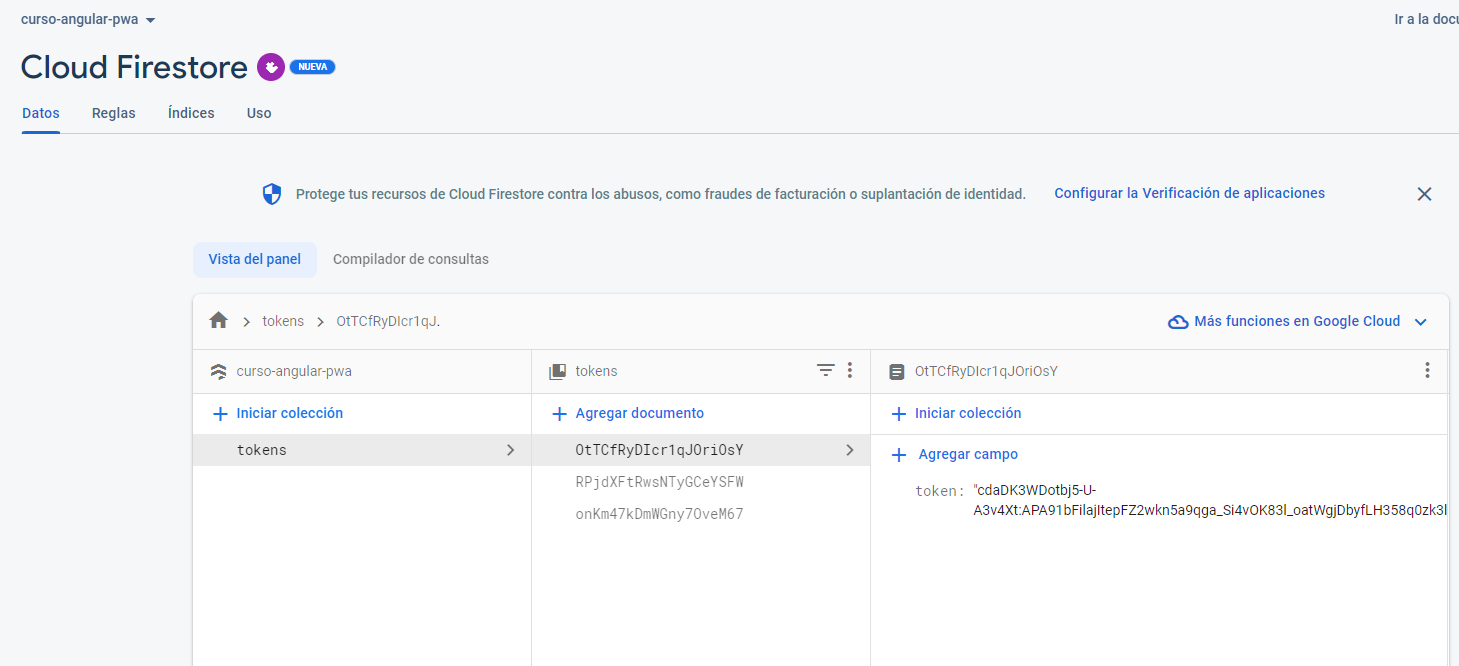 curso-angular-pwa
Ir a la docu
Cloud Firestore NUEVA
Datos Reglas Índices Uso
Protege tus recursos de Cloud Firestore contra los abusos, como fraudes de facturación o suplantación de identidad. Configurar la Verificación de aplicaciones
Vista del panel Compilador de consultas
tokens OtTCfRyDIcr1qJ. Más funciones en Google Cloud
curso-angular-pwa tokens OtTCfRyDIcr1qJOriOsY
Iniciar colección Agregar documento Iniciar colección
tokens OtTCfRyDIcr1qJOriOsY
Agregar campo
RPjdXFtRwsNTyGCeYSFW
token: "cdaDK3WDotbj5-U-
A3v4Xt:APA91bFilajItepFZ2wkn5a9qga_Si4vOK83l_oatWgjDbyfLH358q0zk3l
onKm47kDmWGny7OveM67